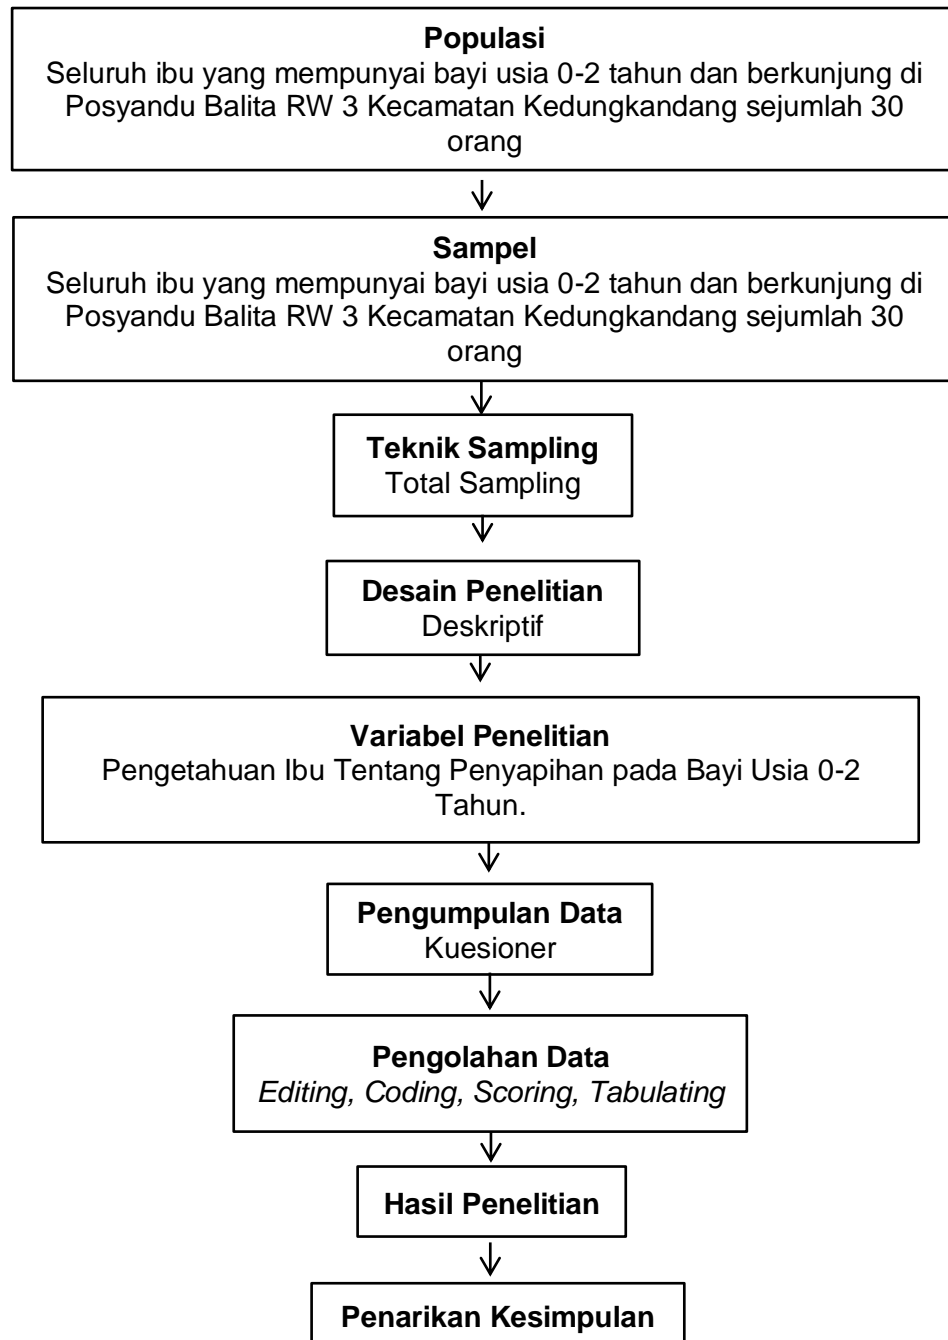 Populasi
Seluruh ibu yang mempunyai bayi usia 0-2 tahun dan berkunjung di
Posyandu Balita RW 3 Kecamatan Kedungkandang sejumlah 30
orang
Sampel
Seluruh ibu yang mempunyai bayi usia 0-2 tahun dan berkunjung di
Posyandu Balita RW 3 Kecamatan Kedungkandang sejumlah 30
orang
Teknik Sampling
Total Sampling
Desain Penelitian
Deskriptif
Variabel Penelitian
Pengetahuan Ibu Tentang Penyapihan pada Bayi Usia 0-2
Tahun.
Pengumpulan Data
Kuesioner
Pengolahan Data
Editing, Coding, Scoring, Tabulating
Hasil Penelitian
Penarikan Kesimpulan